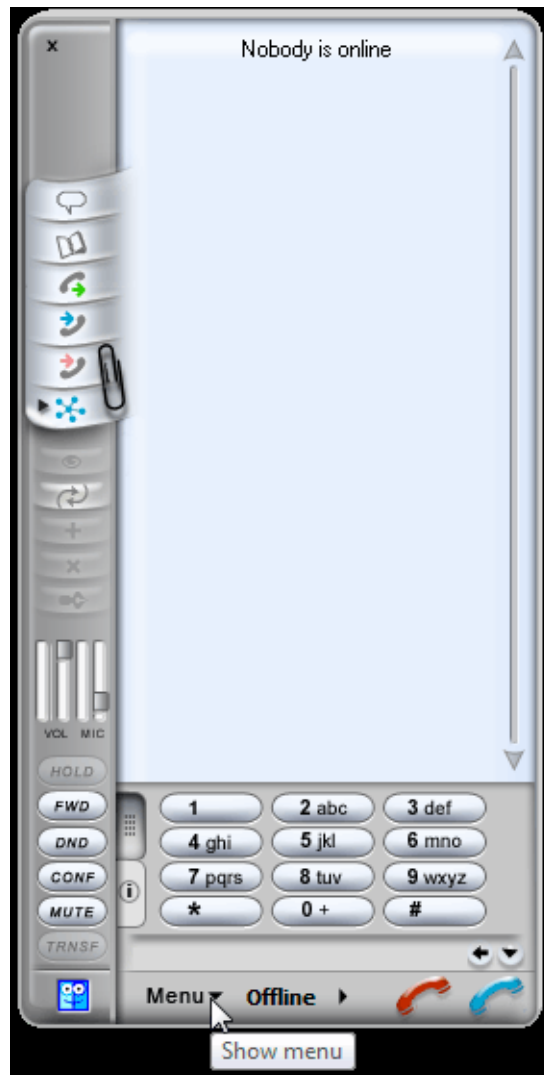 x
Nobody is online
VOL MIC
HOLD
FWD
DND
CONF
MUTE
TRNSF
1 2 abc 3 def
4 ghi 5 jkl 6 mno
7 pqrs 8 tuv 9 wxyz
* 0 + #
i
Menu Offline
Show menu